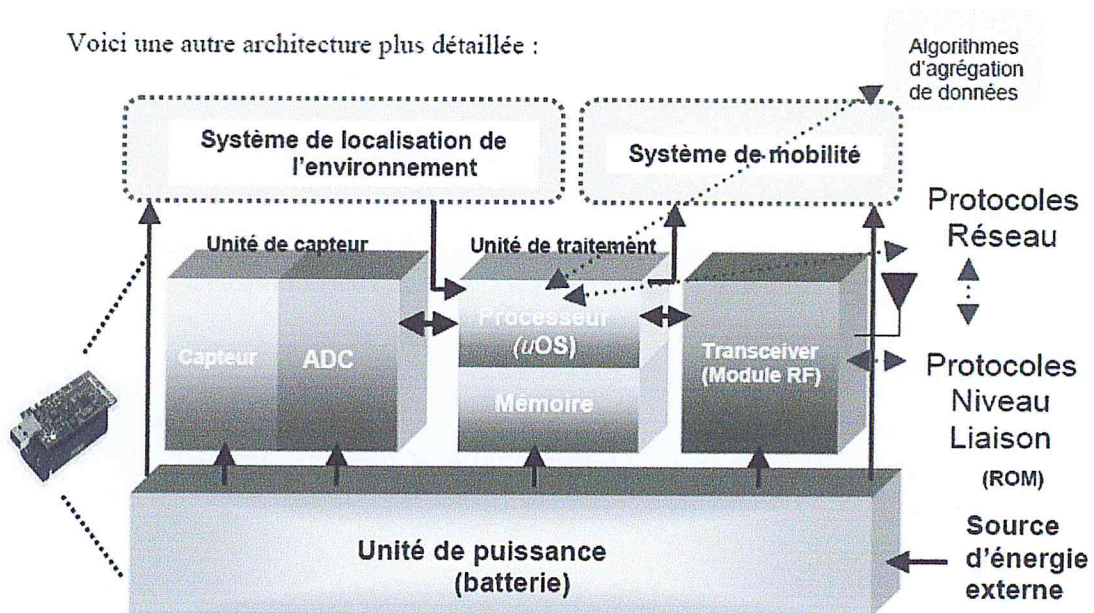 Voici une autre architecture plus détaillée :
Algorithmes
d'agrégation
de données
Système de localisation de
l'environnement
Système de mobilité
Protocoles
Réseau
Unité de capteur
Unité de traitement
Capteur
ADC
Processeur
(uOS)
Mémoire
Transceiver
(Module RF)
Protocoles
Niveau
Liaison
(ROM)
Unité de puissance
(batterie)
Source
d'énergie
externe